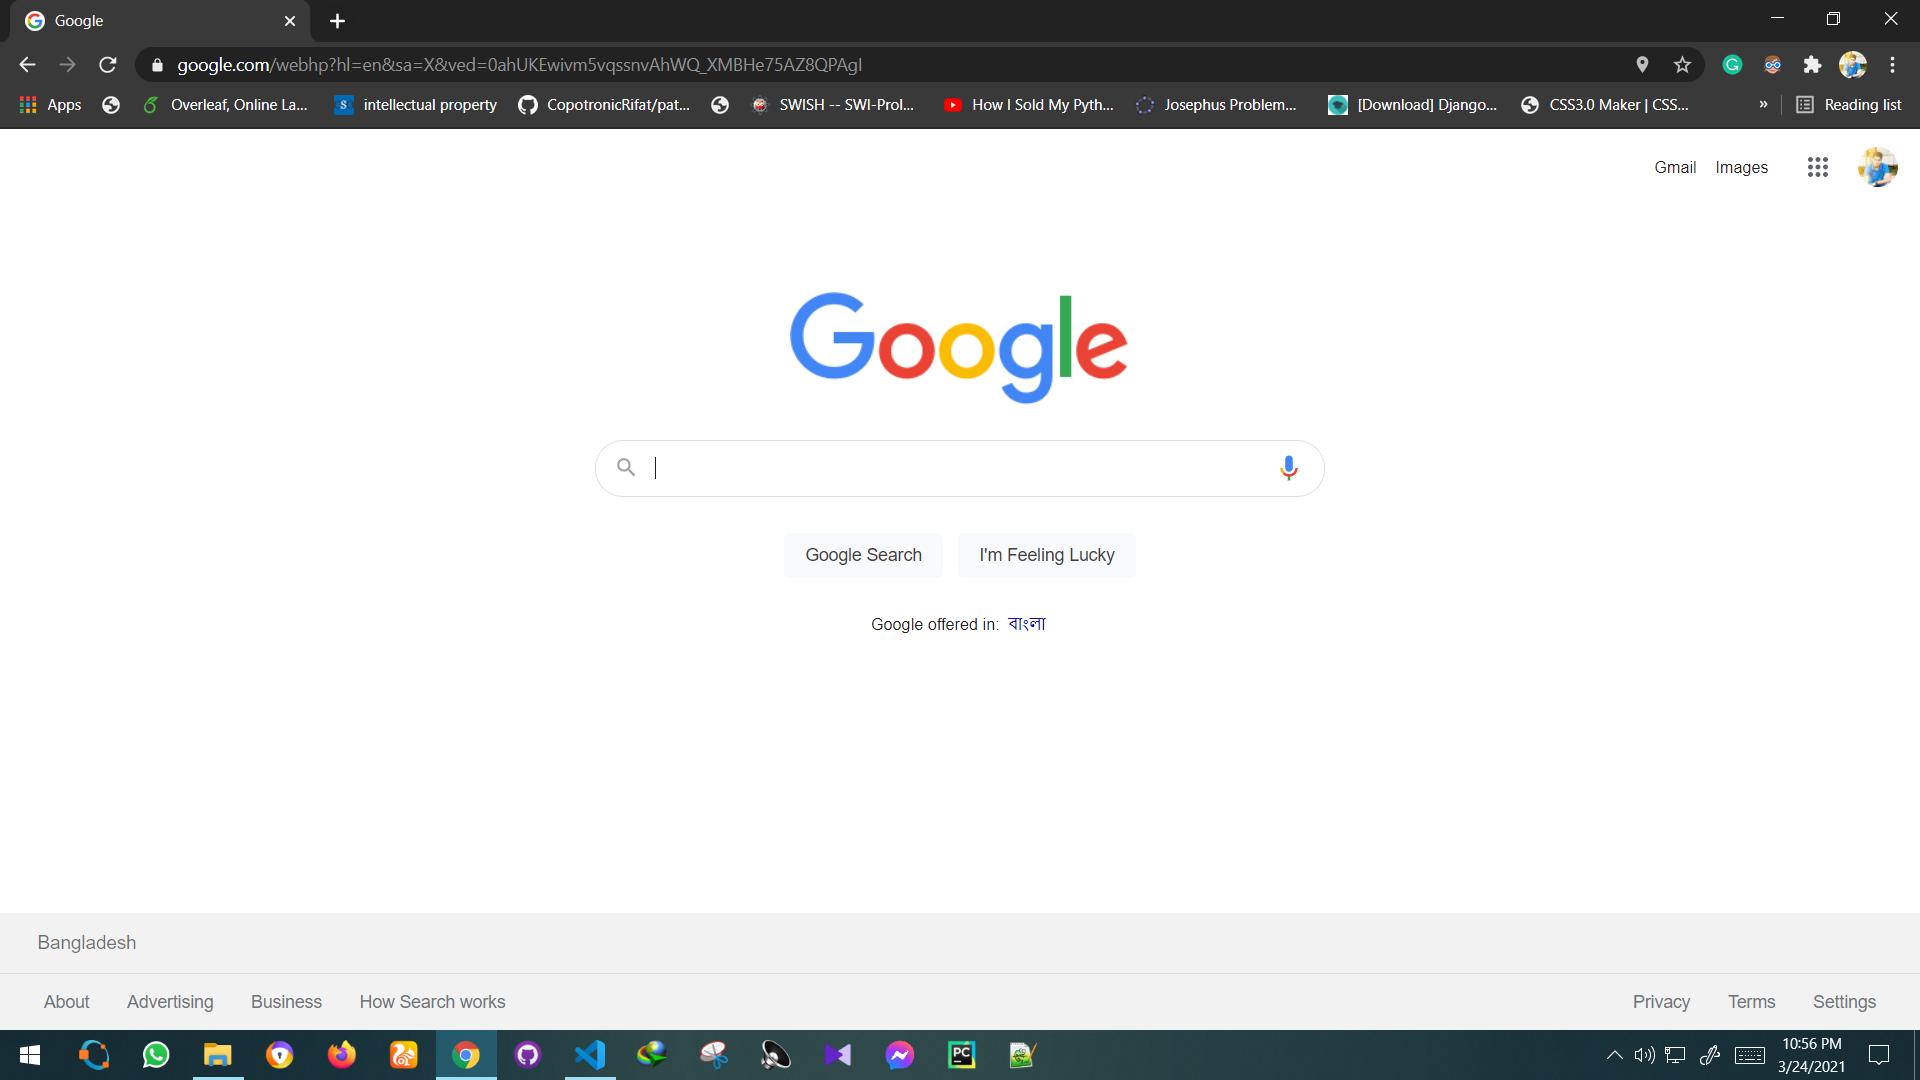 Google
google.com/webhp?hl=en&sa=X&ved=0ahUKEwivm5vqssnvAhWQ_XMBHe75AZ8QPAgI
Apps Overleaf, Online La... S intellectual property CopotronicRifat/pat... SWISH -- SWI-Prol... How I Sold My Pyth... Josephus Problem... [Download] Django... CSS3.0 Maker | CSS... » Reading list
Gmail Images
Google
Google Search I'm Feeling Lucky
Google offered in: বাংলা
Bangladesh
About Advertising Business How Search works Privacy Terms Settings
PC
10:56 PM
3/24/2021